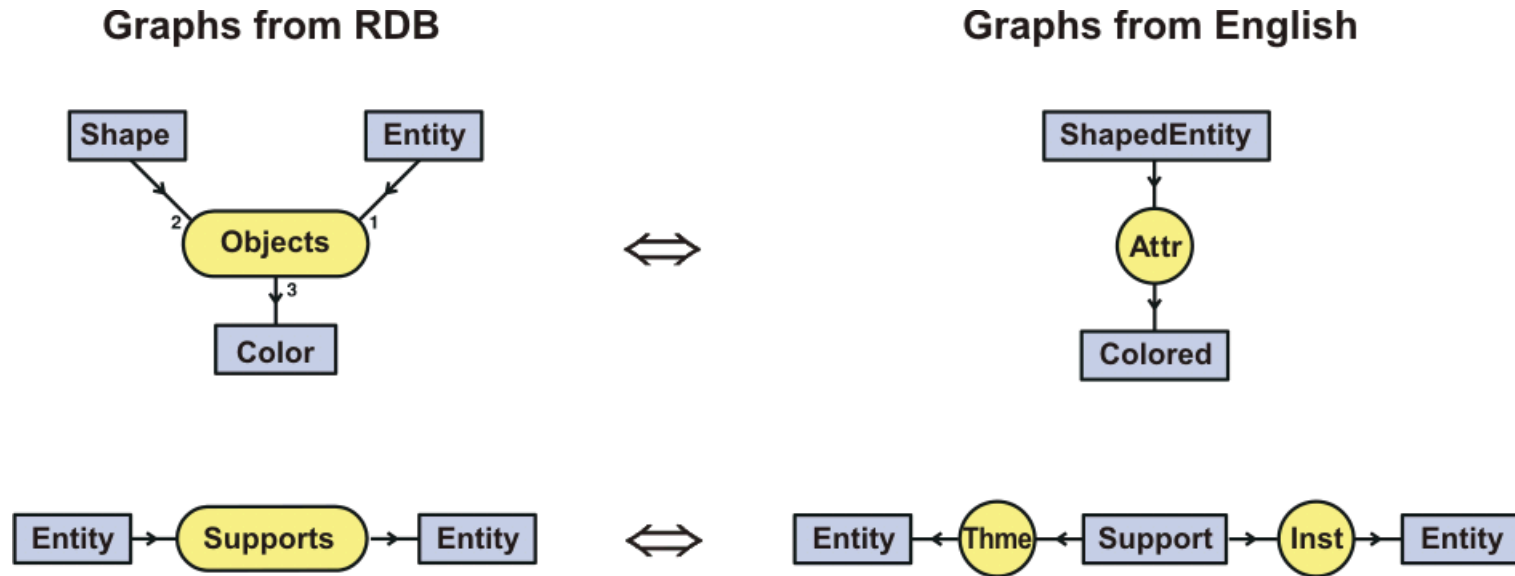 Graphs from RDB
Graphs from English
Shape
Entity
ShapedEntity
2
1
Objects
Attr
3
Color
Colored
Entity
Supports
Entity
Entity
Thme
Support
Inst
Entity